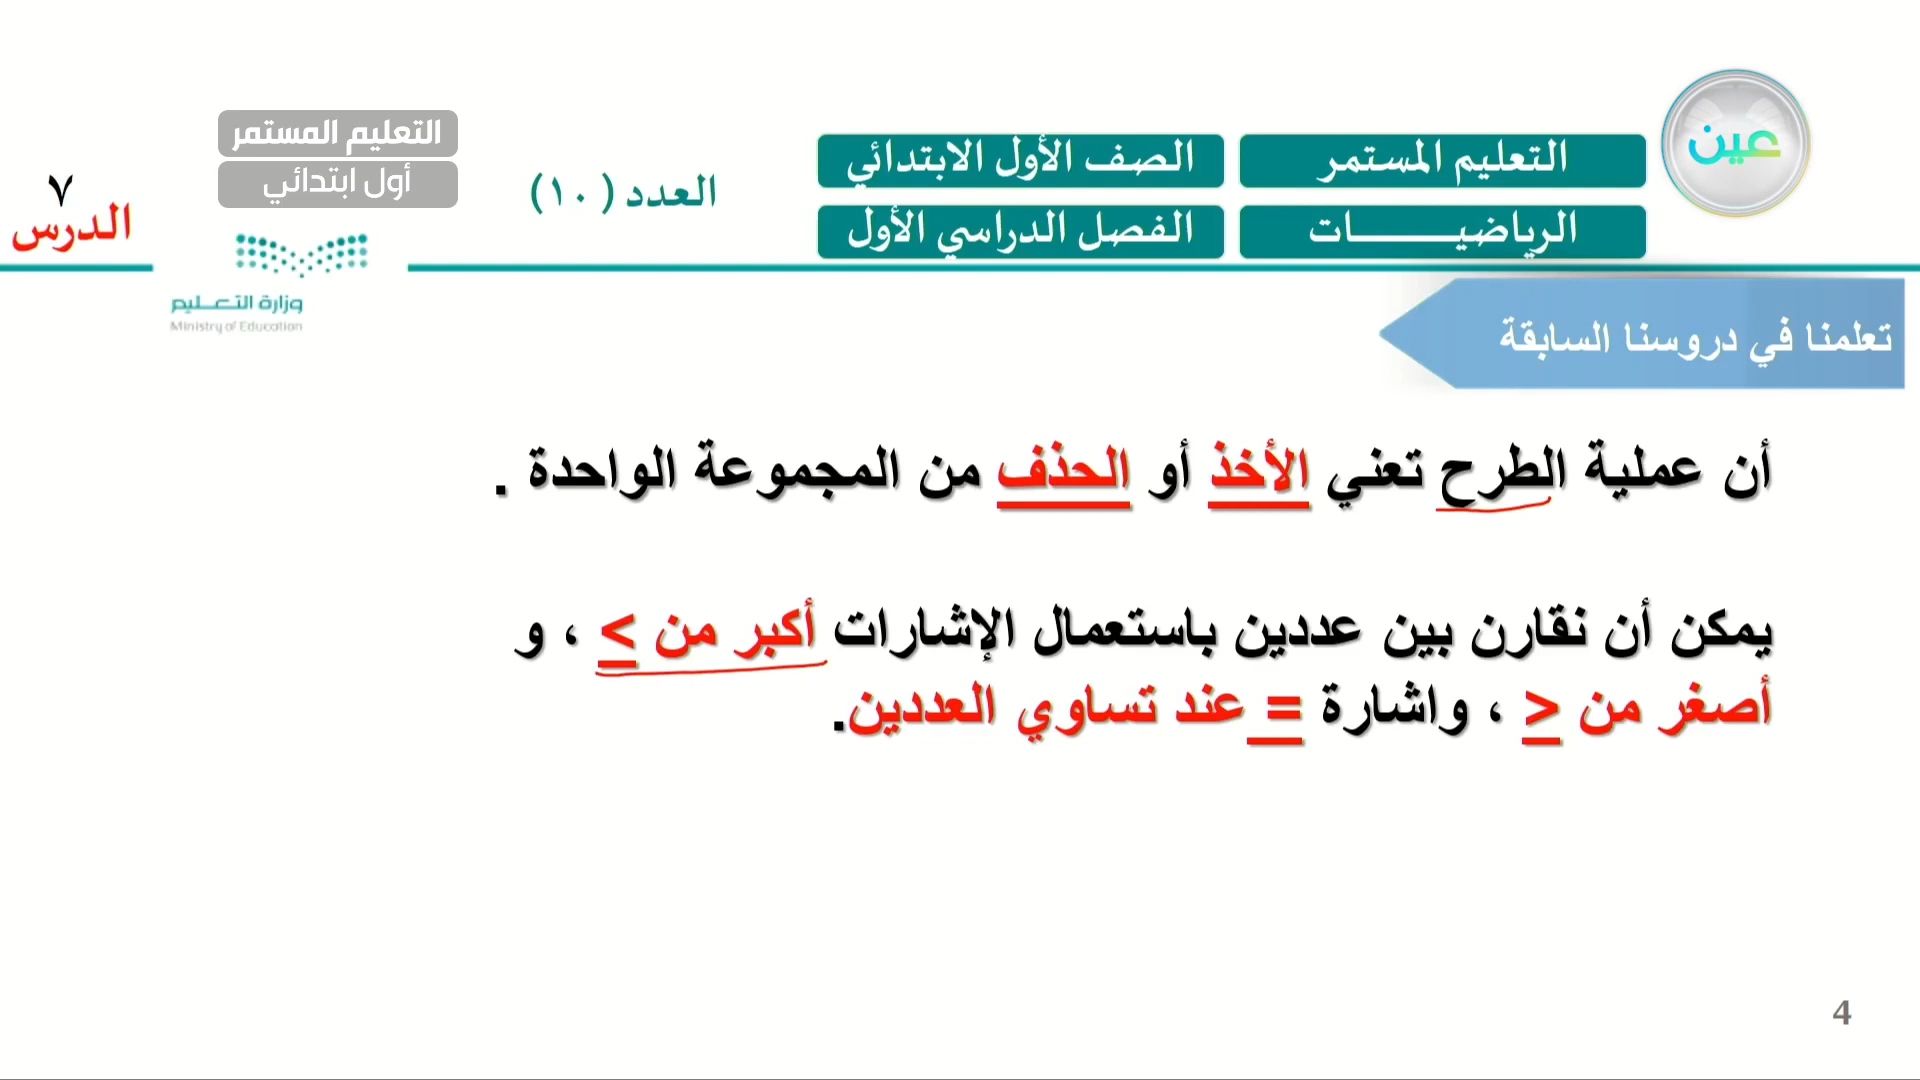 عين
التعليم المستمر
الصف الأول الابتدائي
الرياضيـــــــات
الفصل الدراسي الأول
العدد ( ١٠)
التعليم المستمر
أول ابتدائي
٧
الدرس
وزارة التعـــليم
Ministry of Education
تعلمنا في دروسنا السابقة
أن عملية الطرح تعني الأخذ أو الحذف من المجموعة الواحدة .
يمكن أن نقارن بين عددين باستعمال الإشارات أكبر من > ، و
أصغر من < ، واشارة = عند تساوي العددين.
4